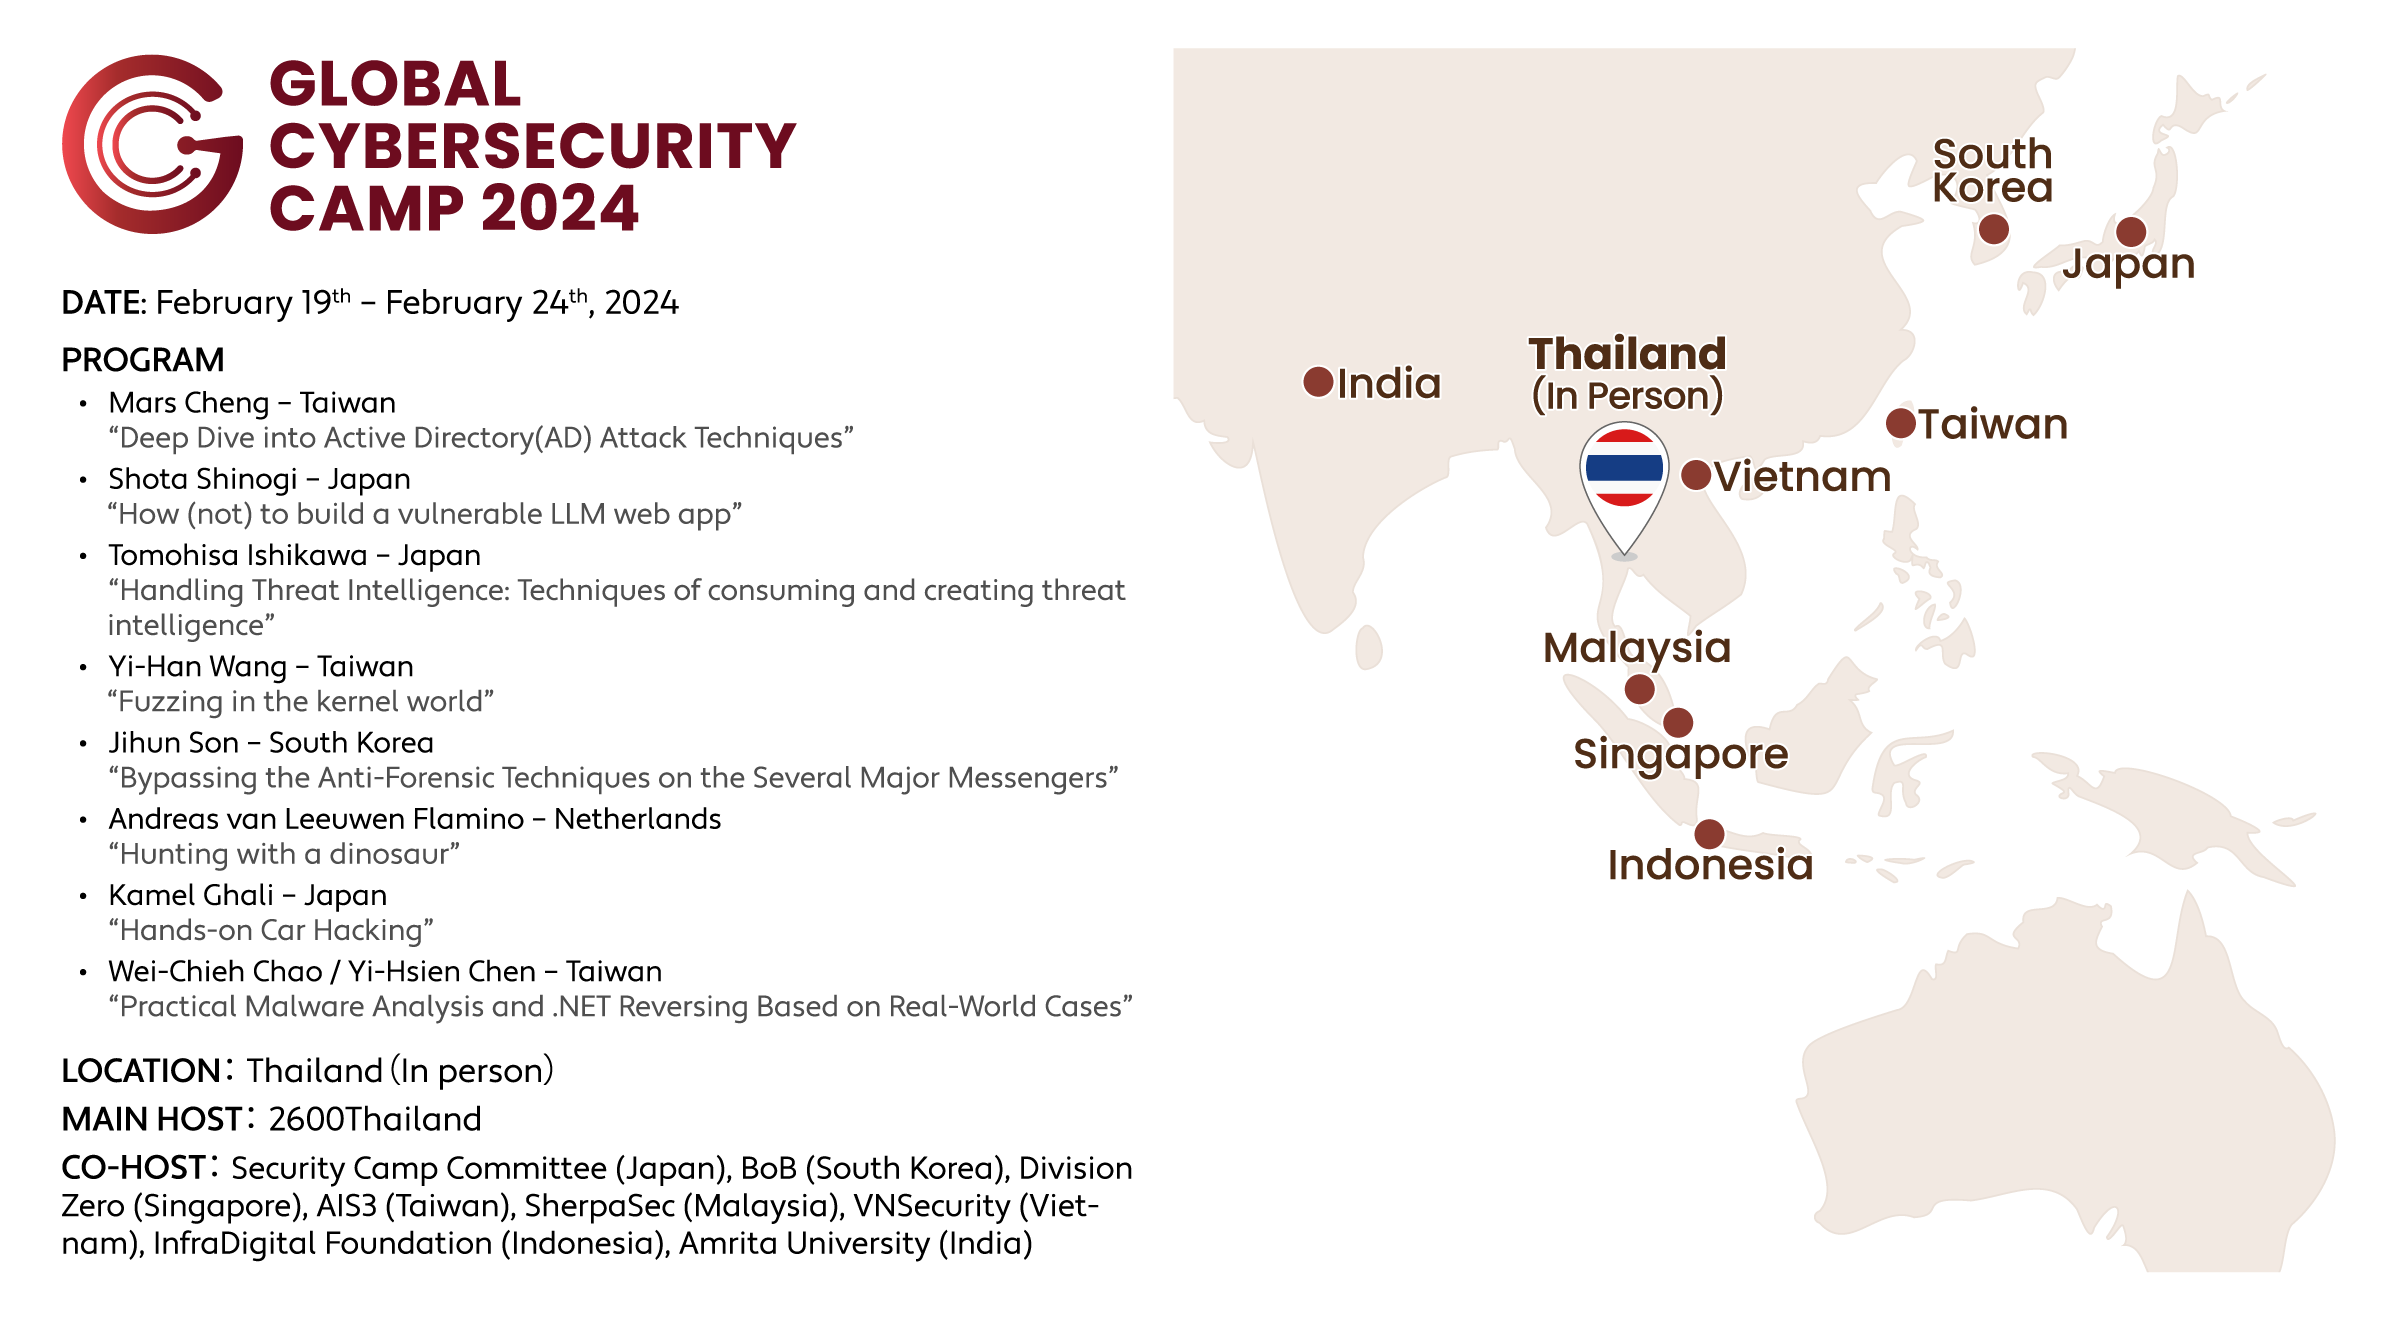 GLOBAL
CYBERSECURITY
CAMP 2024
DATE: February 19th – February 24th, 2024
PROGRAM
• Mars Cheng – Taiwan
“Deep Dive into Active Directory(AD) Attack Techniques”
• Shota Shinogi – Japan
“How (not) to build a vulnerable LLM web app”
• Tomohisa Ishikawa – Japan
“Handling Threat Intelligence: Techniques of consuming and creating threat
intelligence”
• Yi-Han Wang – Taiwan
“Fuzzing in the kernel world”
• Jihun Son – South Korea
“Bypassing the Anti-Forensic Techniques on the Several Major Messengers”
• Andreas van Leeuwen Flamino – Netherlands
“Hunting with a dinosaur”
• Kamel Ghali – Japan
“Hands-on Car Hacking”
• Wei-Chieh Chao / Yi-Hsien Chen – Taiwan
“Practical Malware Analysis and .NET Reversing Based on Real-World Cases”
LOCATION: Thailand (In person)
MAIN HOST: 2600Thailand
CO-HOST: Security Camp Committee (Japan), BoB (South Korea), Division
Zero (Singapore), AIS3 (Taiwan), SherpaSec (Malaysia), VNSecurity (Viet-
nam), InfraDigital Foundation (Indonesia), Amrita University (India)
South
Korea
Japan
Thailand
(In Person)
India
Taiwan
Vietnam
Malaysia
Singapore
Indonesia